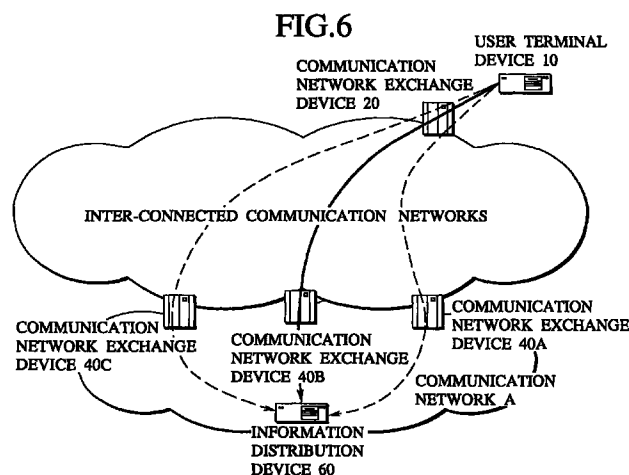 FIG.6
USER TERMINAL
DEVICE 10
COMMUNICATION
NETWORK EXCHANGE
DEVICE 20
INTER-CONNECTED COMMUNICATION NETWORKS
COMMUNICATION
NETWORK EXCHANGE
DEVICE 40C
COMMUNICATION
NETWORK EXCHANGE
DEVICE 40B
COMMUNICATION
NETWORK EXCHANGE
DEVICE 40A
COMMUNICATION
NETWORK A
INFORMATION
DISTRIBUTION
DEVICE 60